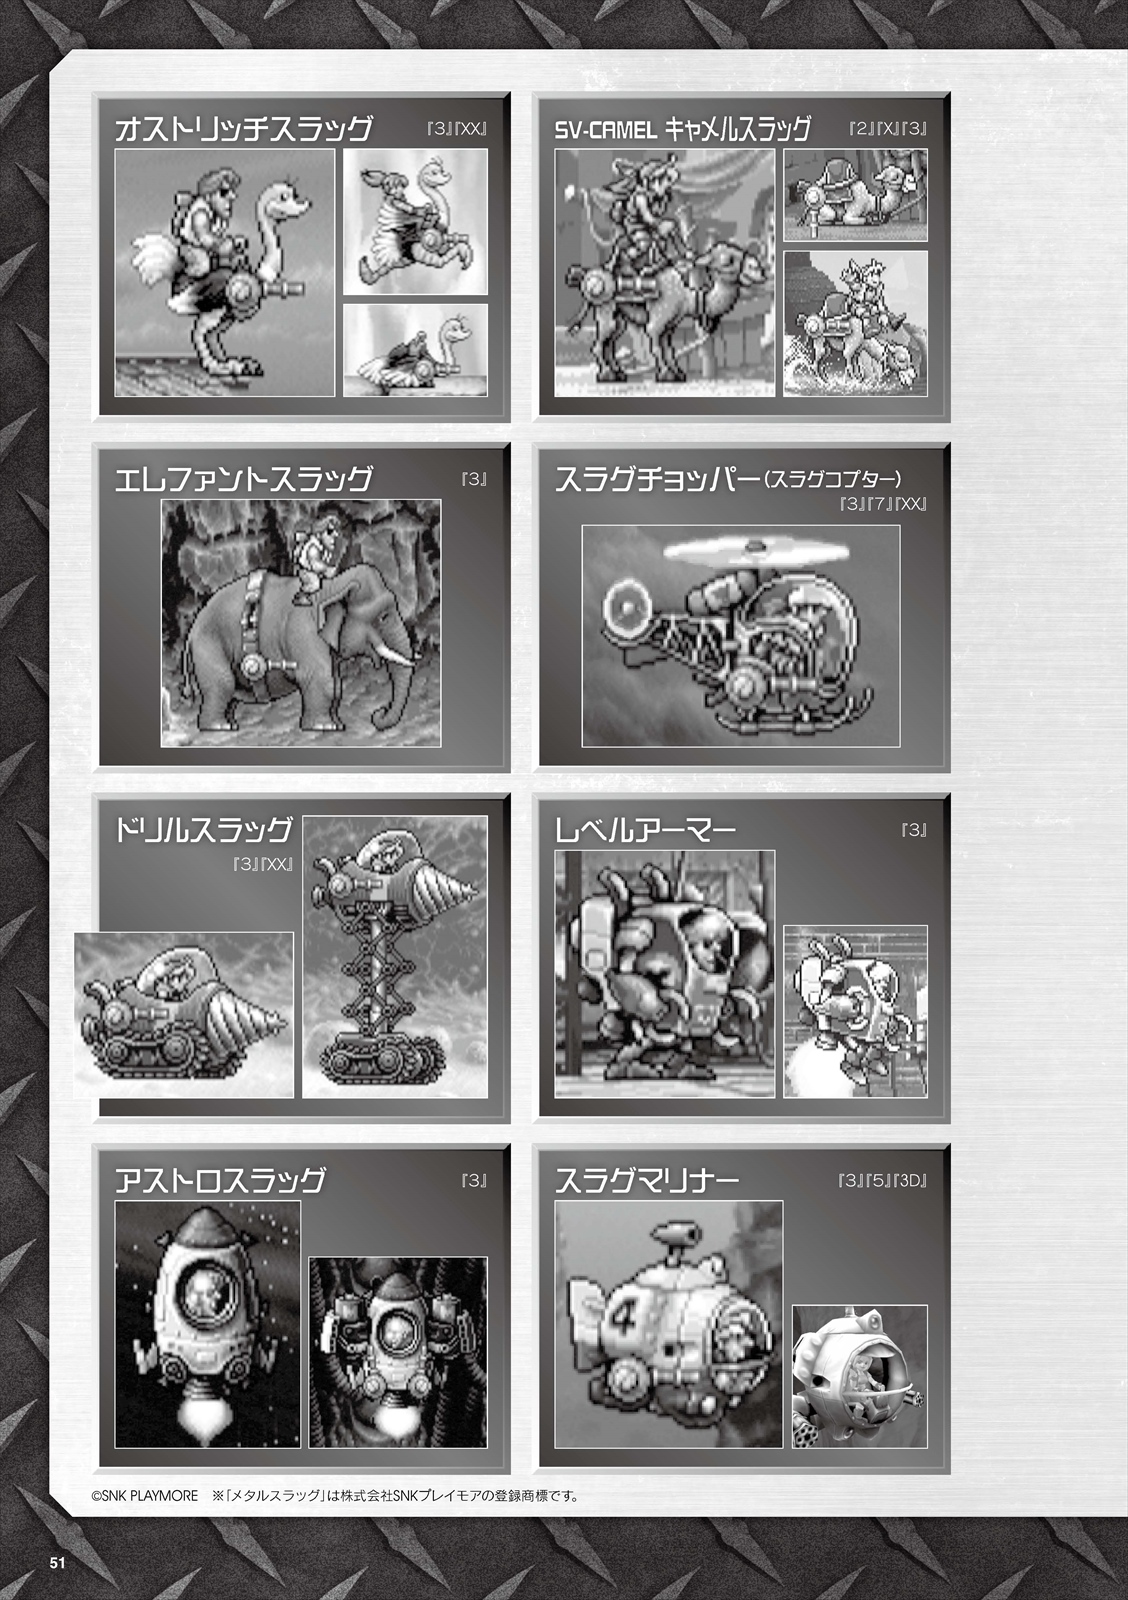 オストリッチスラッグ
『3』『XX』
SV-CAMEL キャメルスラッグ
『2』『X』『3』
エレファントスラッグ
『3』
スラグチョッパー(スラグコプター)
『3』『7』『XX』
ドリルスラッグ
『3』『XX』
レベルアーマー
『3』
アストロスラッグ
『3』
スラグマリナー
『3』『5』『3D』
4
©SNK PLAYMORE ※「メタルスラッグ」は株式会社SNKプレイモアの登録商標です。
51